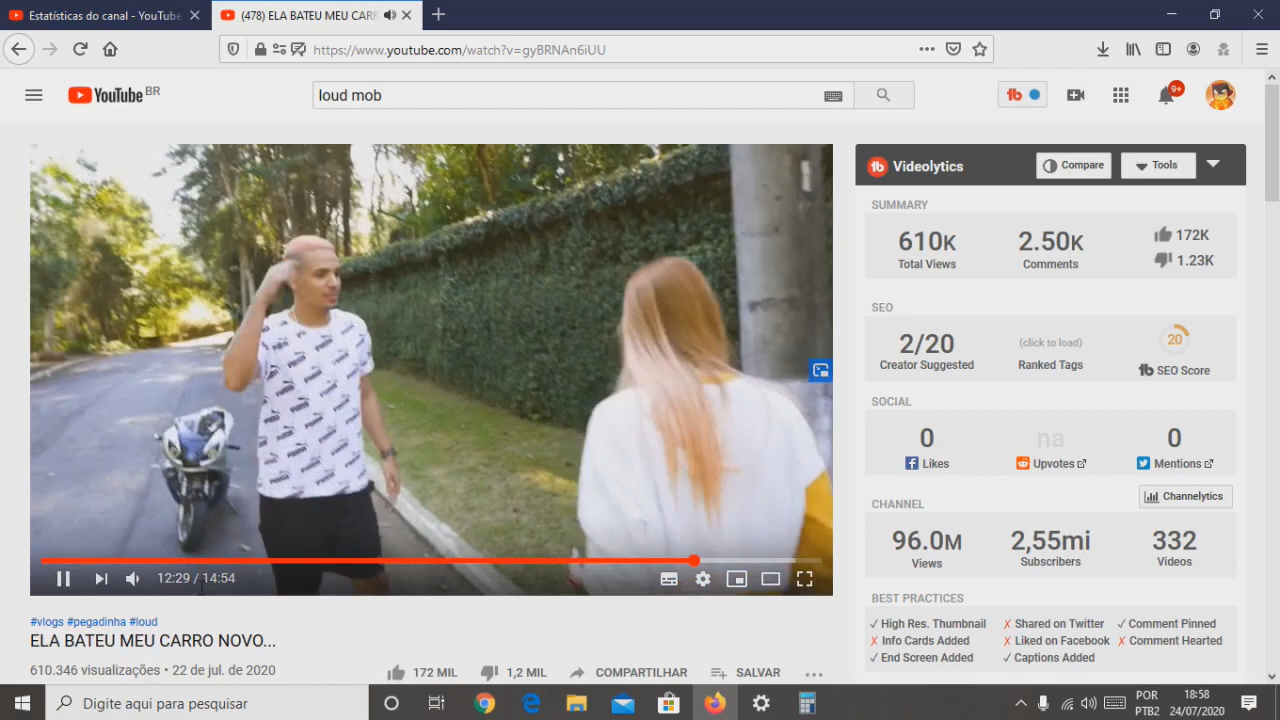 Estatísticas do canal - YouTube
(478) ELA BATEU MEU CARR
https://www.youtube.com/watch?v=gyBRNAn6iUU
YouTube BR
loud mob
9+
Videolytics
Compare
Tools
SUMMARY
610K
Total Views
2.50K
Comments
172K
1.23K
SEO
2/20
Creator Suggested
(click to load)
Ranked Tags
20
SEO Score
SOCIAL
0
Likes
na
Upvotes
0
Mentions
CHANNEL
Channelytics
96.0M
Views
2,55mi
Subscribers
332
Videos
BEST PRACTICES
High Res. Thumbnail
Shared on Twitter
Comment Pinned
Info Cards Added
Liked on Facebook
Comment Hearted
End Screen Added
Captions Added
12:29 / 14:54
#vlogs #pegadinha #loud
ELA BATEU MEU CARRO NOVO...
610.346 visualizações • 22 de jul. de 2020
172 MIL
1,2 MIL
COMPARTILHAR
SALVAR
Digite aqui para pesquisar
POR
PTB2
18:58
24/07/2020